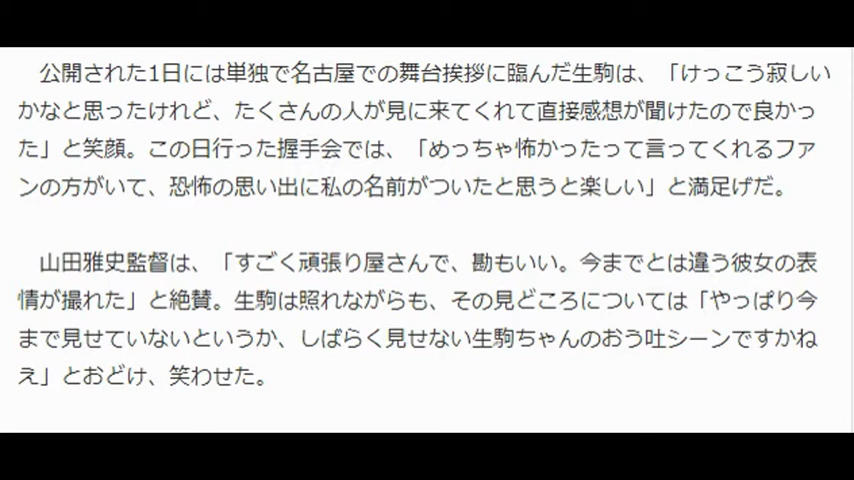 公開された1日には単独で名古屋での舞台挨拶に臨んだ生駒は、「けっこう寂しい
かなと思ったけれど、たくさんの人が見に来てくれて直接感想が聞けたので良かっ
た」と笑顔。この日行った握手会では、「めっちゃ怖かったって言ってくれるファ
ンの方がいて、恐怖の思い出に私の名前がついたと思うと楽しい」と満足げだ。
山田雅史監督は、「すごく頑張り屋さんで、勘もいい。今までとは違う彼女の表
情が撮れた」と絶賛。生駒は照れながらも、その見どころについては「やっぱり今
まで見せていないというか、しばらく見せない生駒ちゃんのおう吐シーンですかね
え」とおどけ、笑わせた。